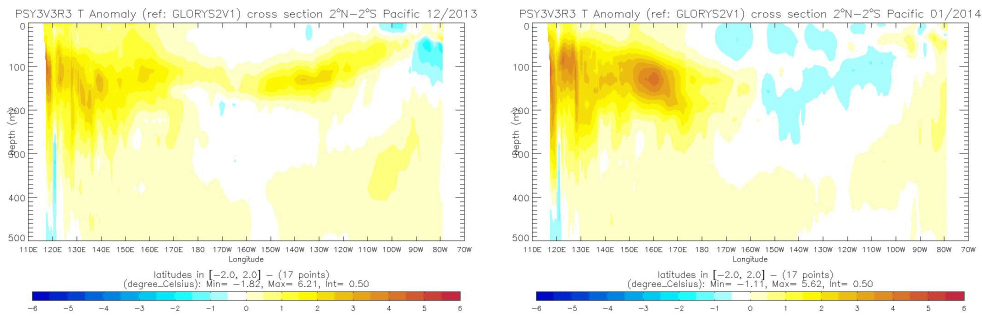 PSY3V3R3 T Anomaly (ref: GLORYS2V1) cross section 2°N-2°S Pacific 12/2013
0
100
200
300
400
500
Depth (m)
110E 120E 130E 140E 150E 160E 170E 180E 170W 160W 150W 140W 130W 120W 110W 100W 90W 80W 70W
Longitude
latitudes in [-2.0, 2.0] - (17 points)
(degree_Celsius): Min= -1.82, Max= 6.21, Int= 0.50
-6 -5 -4 -3 -2 -1 0 1 2 3 4 5 6
PSY3V3R3 T Anomaly (ref: GLORYS2V1) cross section 2°N-2°S Pacific 01/2014
0
100
200
300
400
500
Depth (m)
110E 120E 130E 140E 150E 160E 170E 180E 170W 160W 150W 140W 130W 120W 110W 100W 90W 80W 70W
Longitude
latitudes in [-2.0, 2.0] - (17 points)
(degree_Celsius): Min= -1.11, Max= 5.62, Int= 0.50
-6 -5 -4 -3 -2 -1 0 1 2 3 4 5 6